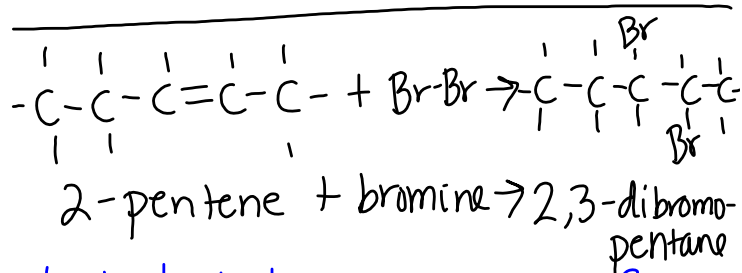 Br
-C-C-C=C-C- + Br-Br → -C-C-C-C-C-
Br
2-pentene + bromine → 2,3-dibromo-
pentane